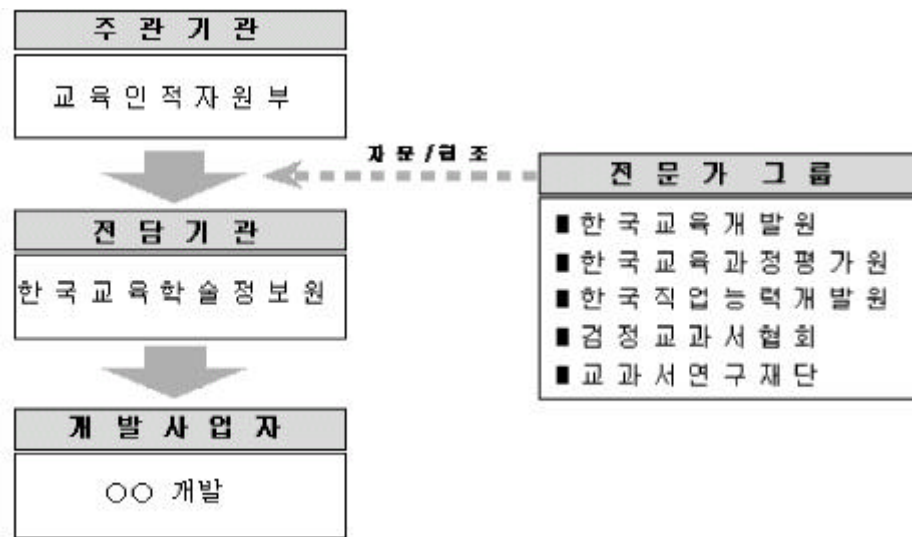 주 관 기 관
교 육 인 적 자 원 부
자 문 / 협 조
전 문 가 그 룹
■ 한 국 교 육 개 발 원
■ 한 국 교 육 과 정 평 가 원
■ 한 국 직 업 능 력 개 발 원
■ 검 정 교 과 서 협 회
■ 교 과 서 연 구 재 단
전 담 기 관
한 국 교 육 학 술 정 보 원
개 발 사 업 자
○○ 개발